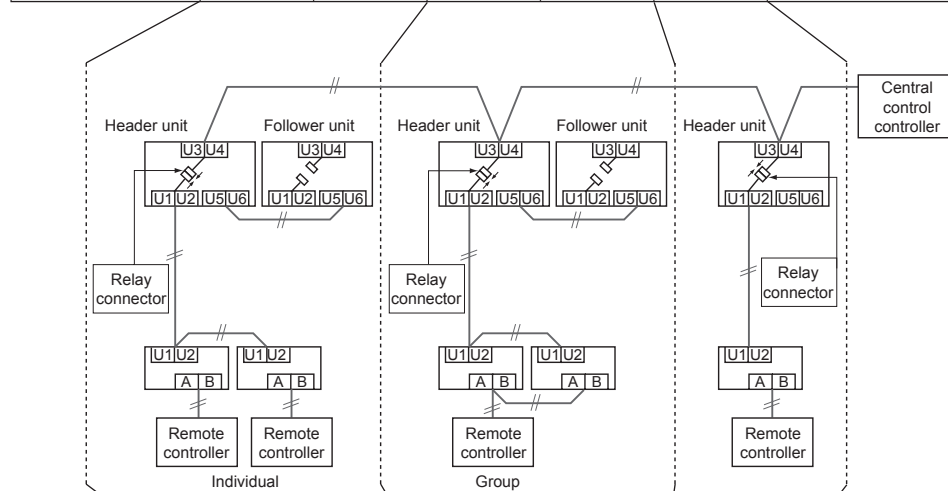 Central
control
controller
Header unit Follower unit Header unit Follower unit Header unit
U3 U4 U3 U4 U3 U4 U3 U4 U3 U4
U1 U2 U5 U6 U1 U2 U5 U6 U1 U2 U5 U6 U1 U2 U5 U6 U1 U2 U5 U6
Relay
connector
Relay
connector
Relay
connector
U1 U2 U1 U2 U1 U2 U1 U2 U1 U2
A B A B A B A B A B
Remote
controller
Remote
controller
Remote
controller
Remote
controller
Individual Group